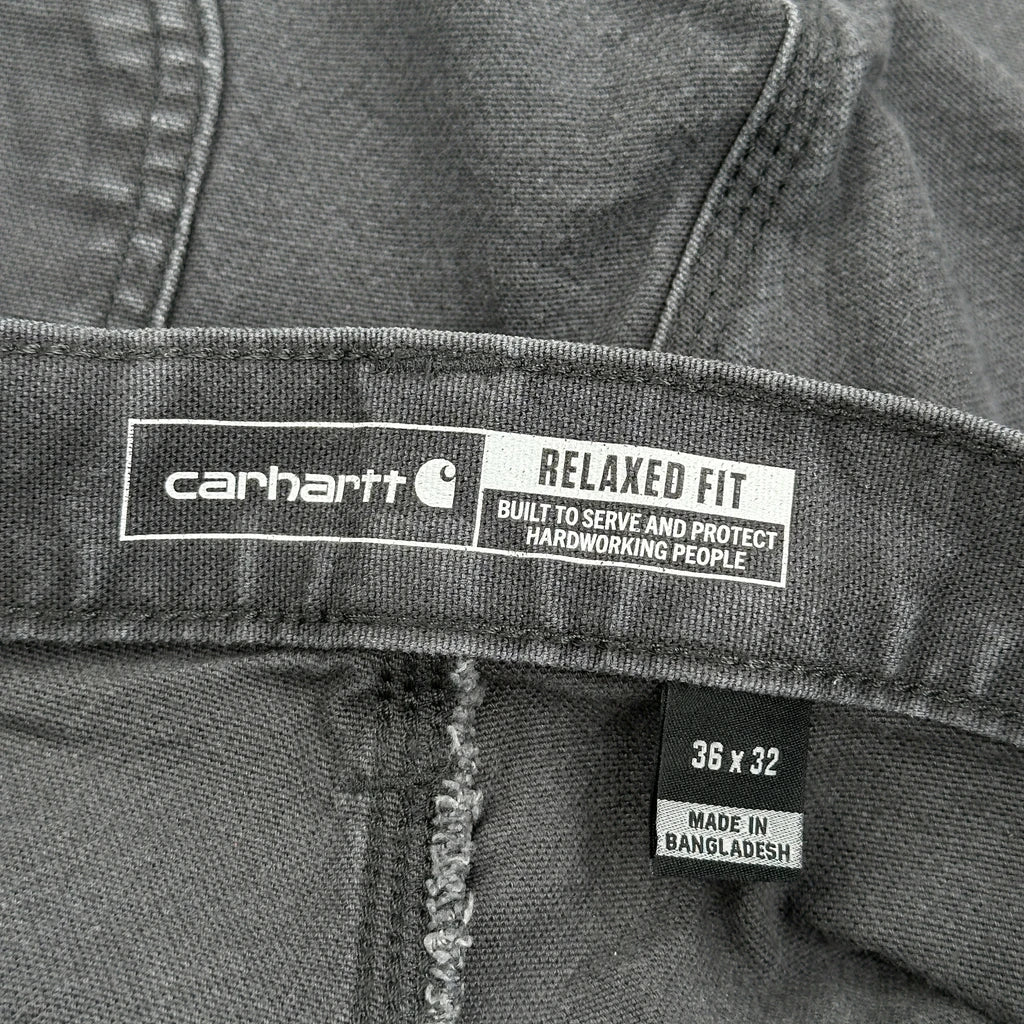 carhartt
RELAXED FIT
BUILT TO SERVE AND PROTECT
HARDWORKING PEOPLE
36 x 32
MADE IN
BANGLADESH